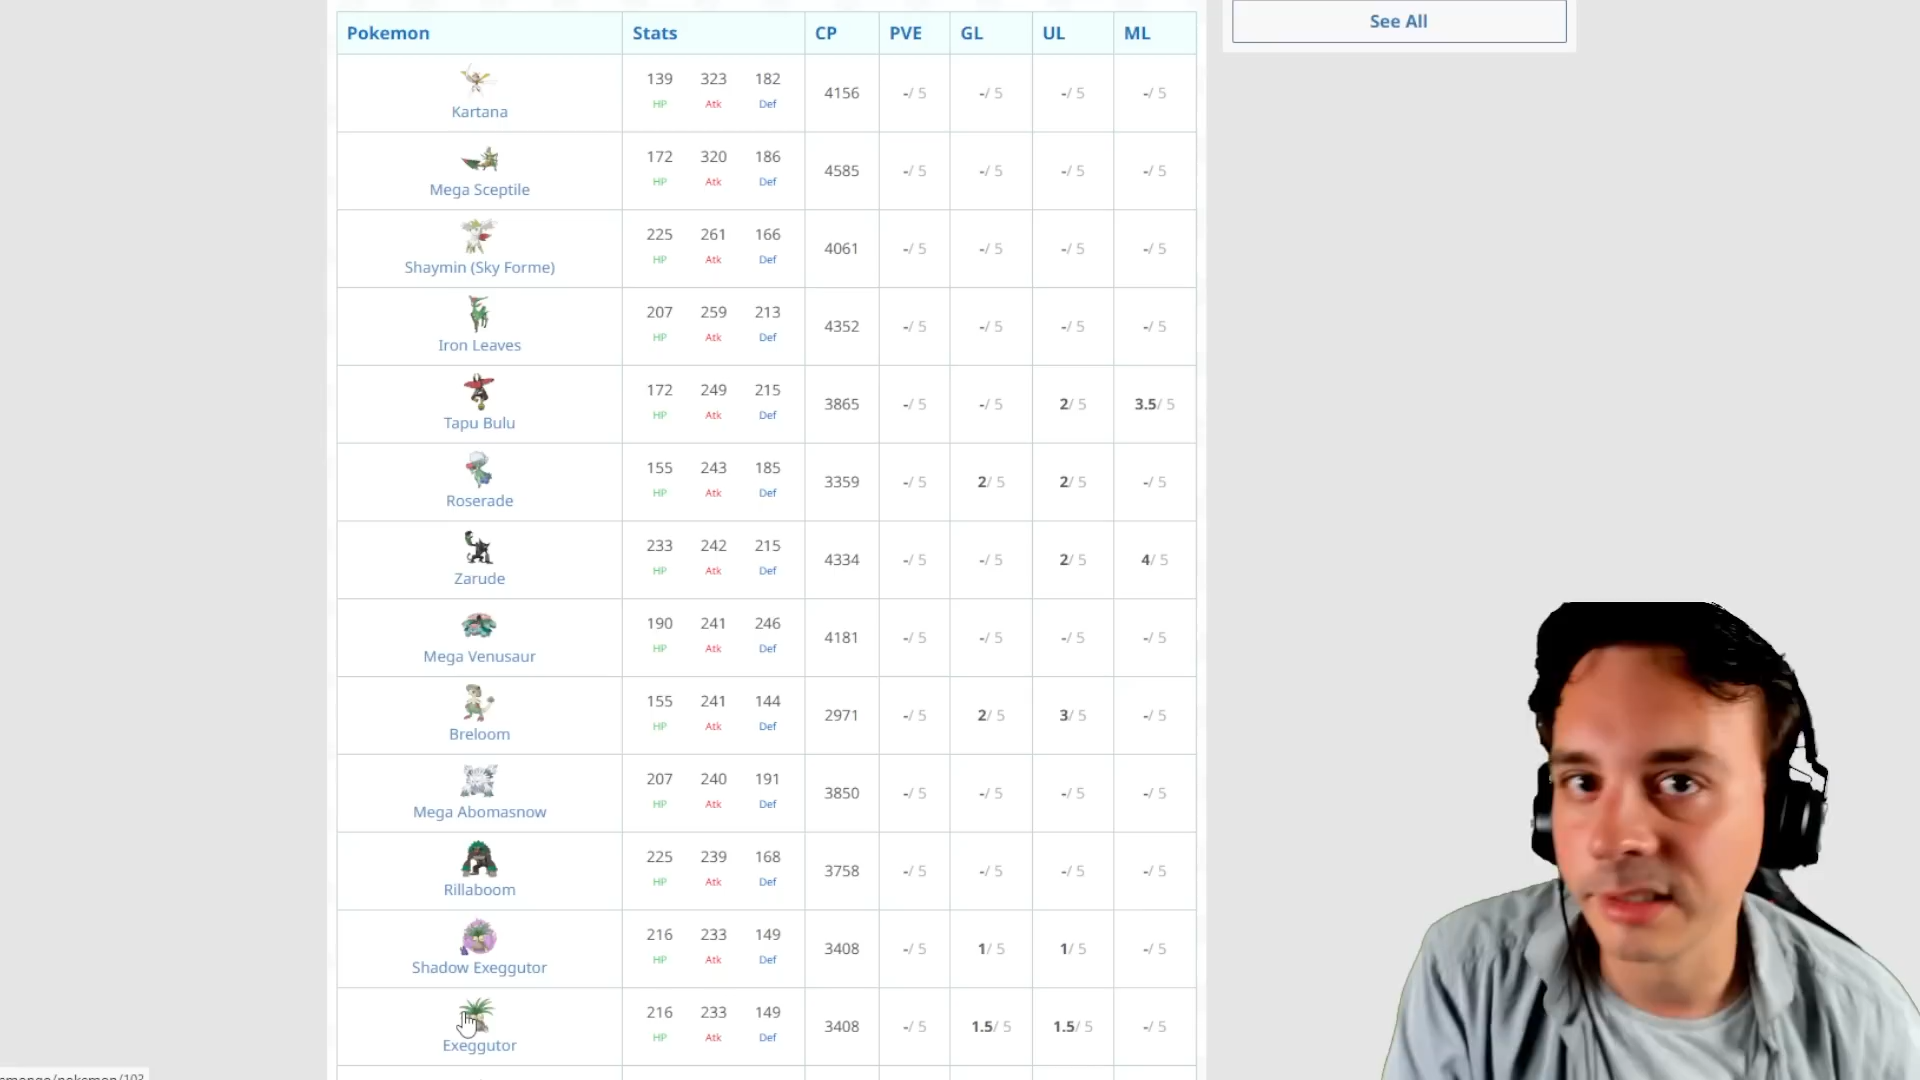 See All
Pokemon Stats CP PVE GL UL ML
139 323 182
HP Atk Def
Kartana
4156 -/ 5 -/ 5 -/ 5 -/ 5
172 320 186
HP Atk Def
Mega Sceptile
4585 -/ 5 -/ 5 -/ 5 -/ 5
225 261 166
HP Atk Def
Shaymin (Sky Forme)
4061 -/ 5 -/ 5 -/ 5 -/ 5
207 259 213
HP Atk Def
Iron Leaves
4352 -/ 5 -/ 5 -/ 5 -/ 5
172 249 215
HP Atk Def
Tapu Bulu
3865 -/ 5 -/ 5 2/ 5 3.5/ 5
155 243 185
HP Atk Def
Roserade
3359 -/ 5 2/ 5 2/ 5 -/ 5
233 242 215
HP Atk Def
Zarude
4334 -/ 5 -/ 5 2/ 5 4/ 5
190 241 246
HP Atk Def
Mega Venusaur
4181 -/ 5 -/ 5 -/ 5 -/ 5
155 241 144
HP Atk Def
Breloom
2971 -/ 5 2/ 5 3/ 5 -/ 5
207 240 191
HP Atk Def
Mega Abomasnow
3850 -/ 5 -/ 5 -/ 5 -/ 5
225 239 168
HP Atk Def
Rillaboom
3758 -/ 5 -/ 5 -/ 5 -/ 5
216 233 149
HP Atk Def
Shadow Exeggutor
3408 -/ 5 1/ 5 1/ 5 -/ 5
216 233 149
HP Atk Def
Exeggutor
3408 -/ 5 1.5/ 5 1.5/ 5 -/ 5